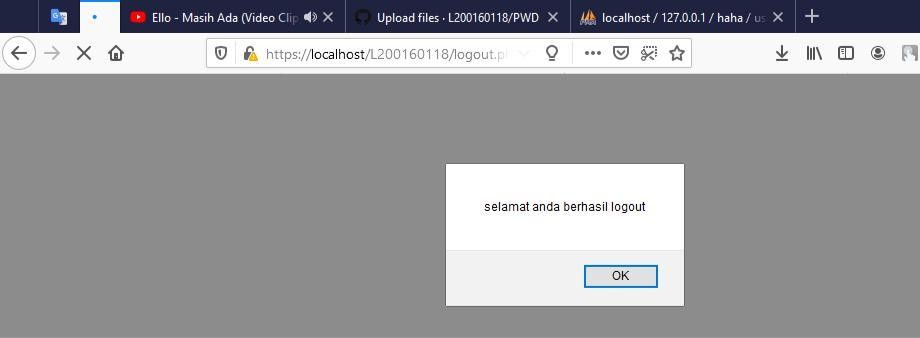 Ello - Masih Ada (Video Clip
Upload files · L200160118/PWD
localhost / 127.0.0.1 / haha / us
https://localhost/L200160118/logout.p
selamat anda berhasil logout
OK